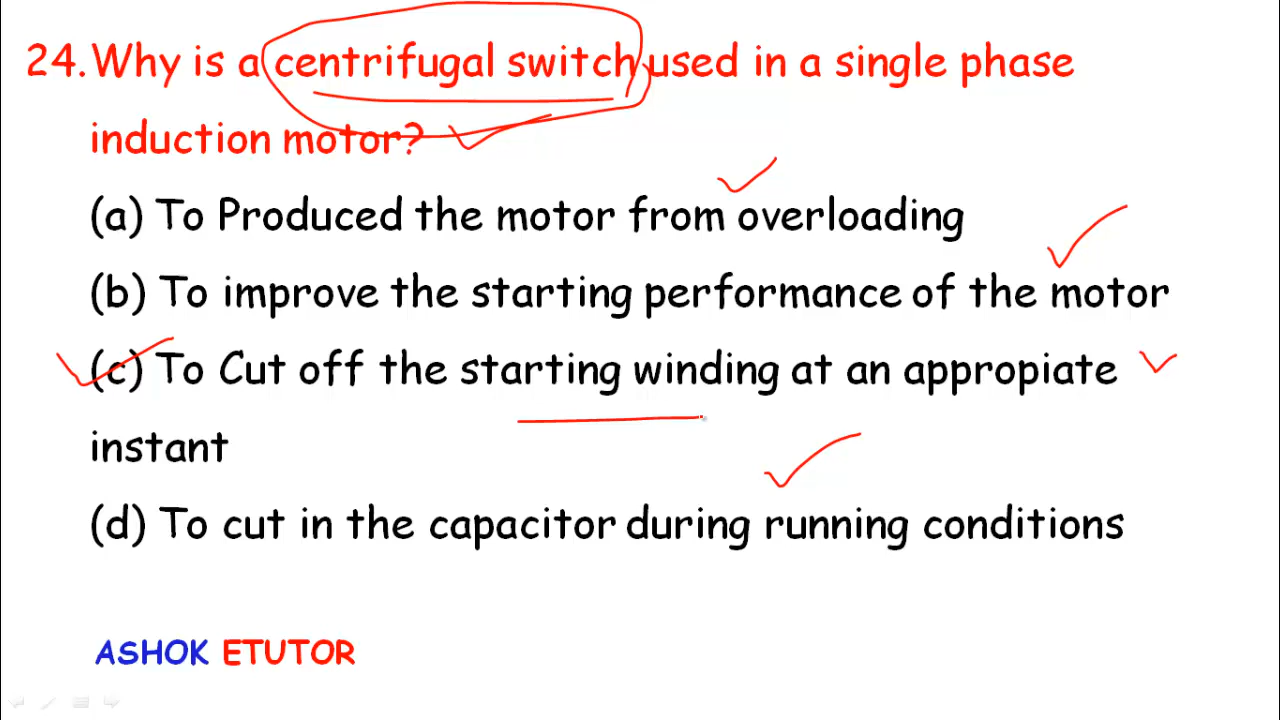 24. Why is a centrifugal switch used in a single phase
induction motor?
(a) To Produced the motor from overloading
(b) To improve the starting performance of the motor
(c) To Cut off the starting winding at an appropiate
instant
(d) To cut in the capacitor during running conditions
ASHOK ETUTOR